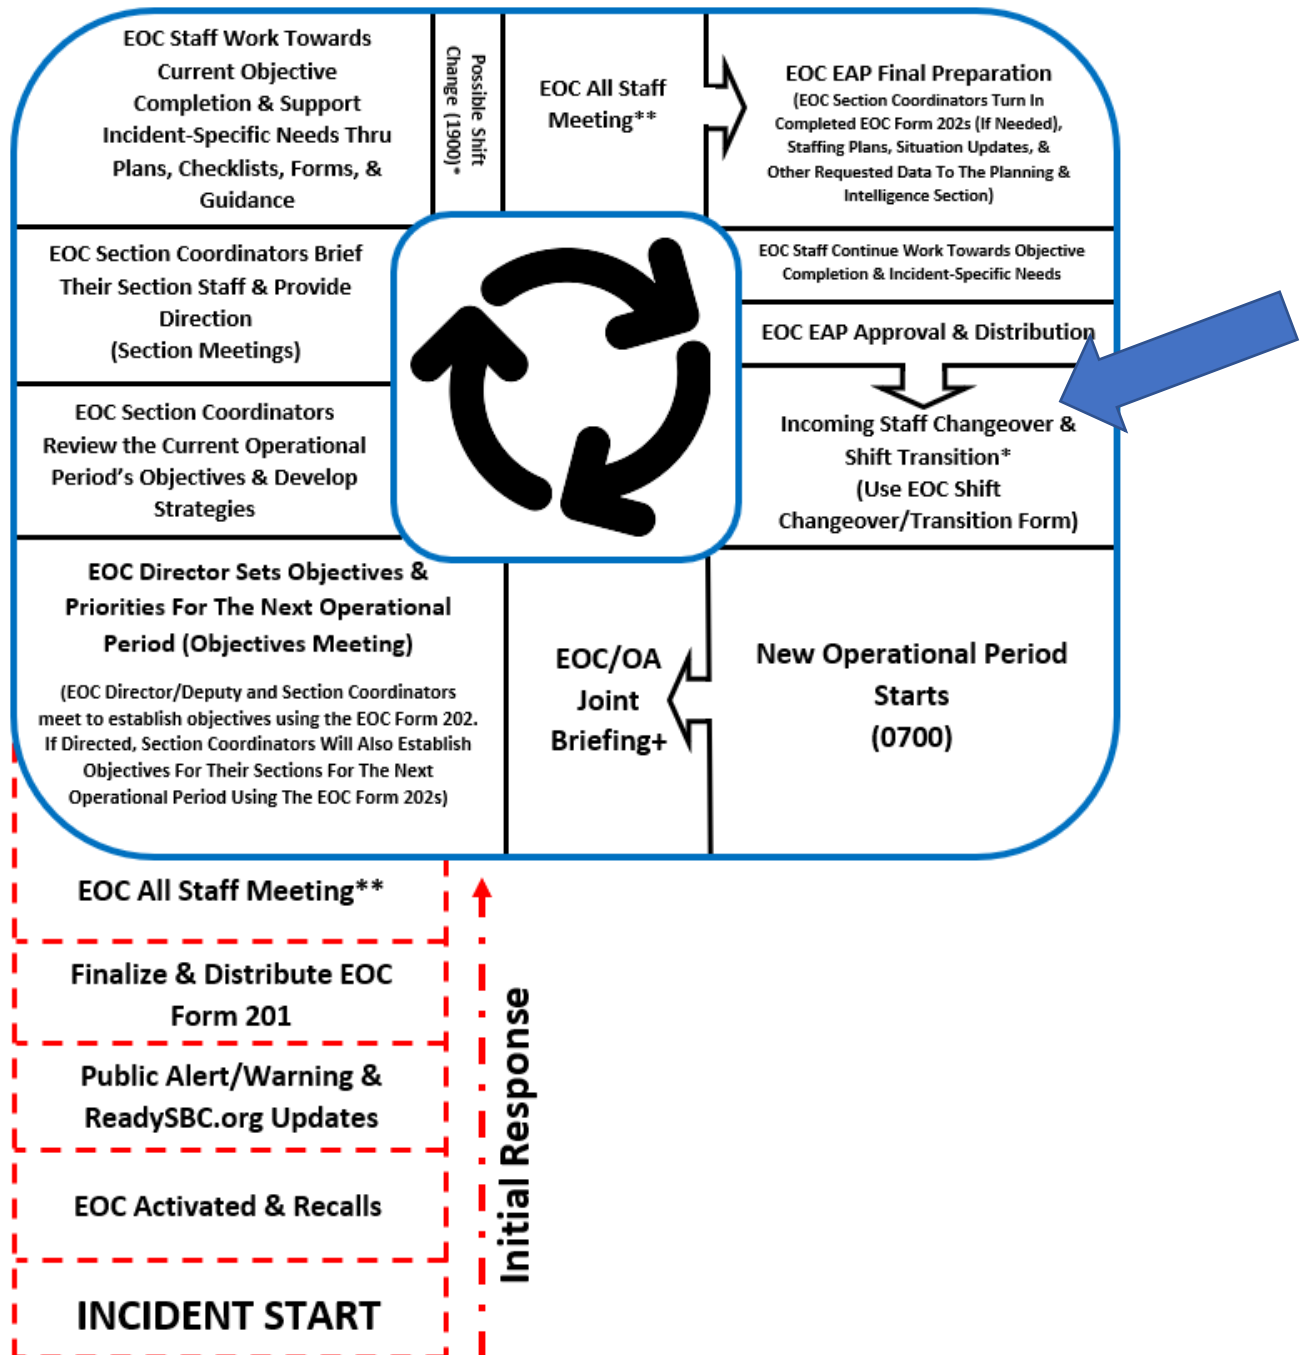 EOC Staff Work Towards
Current Objective
Completion & Support
Incident-Specific Needs Thru
Plans, Checklists, Forms, &
Guidance
Possible Shift
Change (1900)*
EOC All Staff
Meeting**
EOC EAP Final Preparation
(EOC Section Coordinators Turn In
Completed EOC Form 202s (If Needed),
Staffing Plans, Situation Updates, &
Other Requested Data To The Planning &
Intelligence Section)
EOC Staff Continue Work Towards Objective
Completion & Incident-Specific Needs
EOC EAP Approval & Distribution
Incoming Staff Changeover &
Shift Transition*
(Use EOC Shift
Changeover/Transition Form)
New Operational Period
Starts
(0700)
EOC/OA
Joint
Briefing+
EOC Section Coordinators Brief
Their Section Staff & Provide
Direction
(Section Meetings)
EOC Section Coordinators
Review the Current Operational
Period's Objectives & Develop
Strategies
EOC Director Sets Objectives &
Priorities For The Next Operational
Period (Objectives Meeting)
(EOC Director/Deputy and Section Coordinators
meet to establish objectives using the EOC Form 202.
If Directed, Section Coordinators Will Also Establish
Objectives For Their Sections For The Next
Operational Period Using The EOC Form 202s)
EOC All Staff Meeting**
Finalize & Distribute EOC
Form 201
Public Alert/Warning &
ReadySBC.org Updates
EOC Activated & Recalls
INCIDENT START
Initial Response